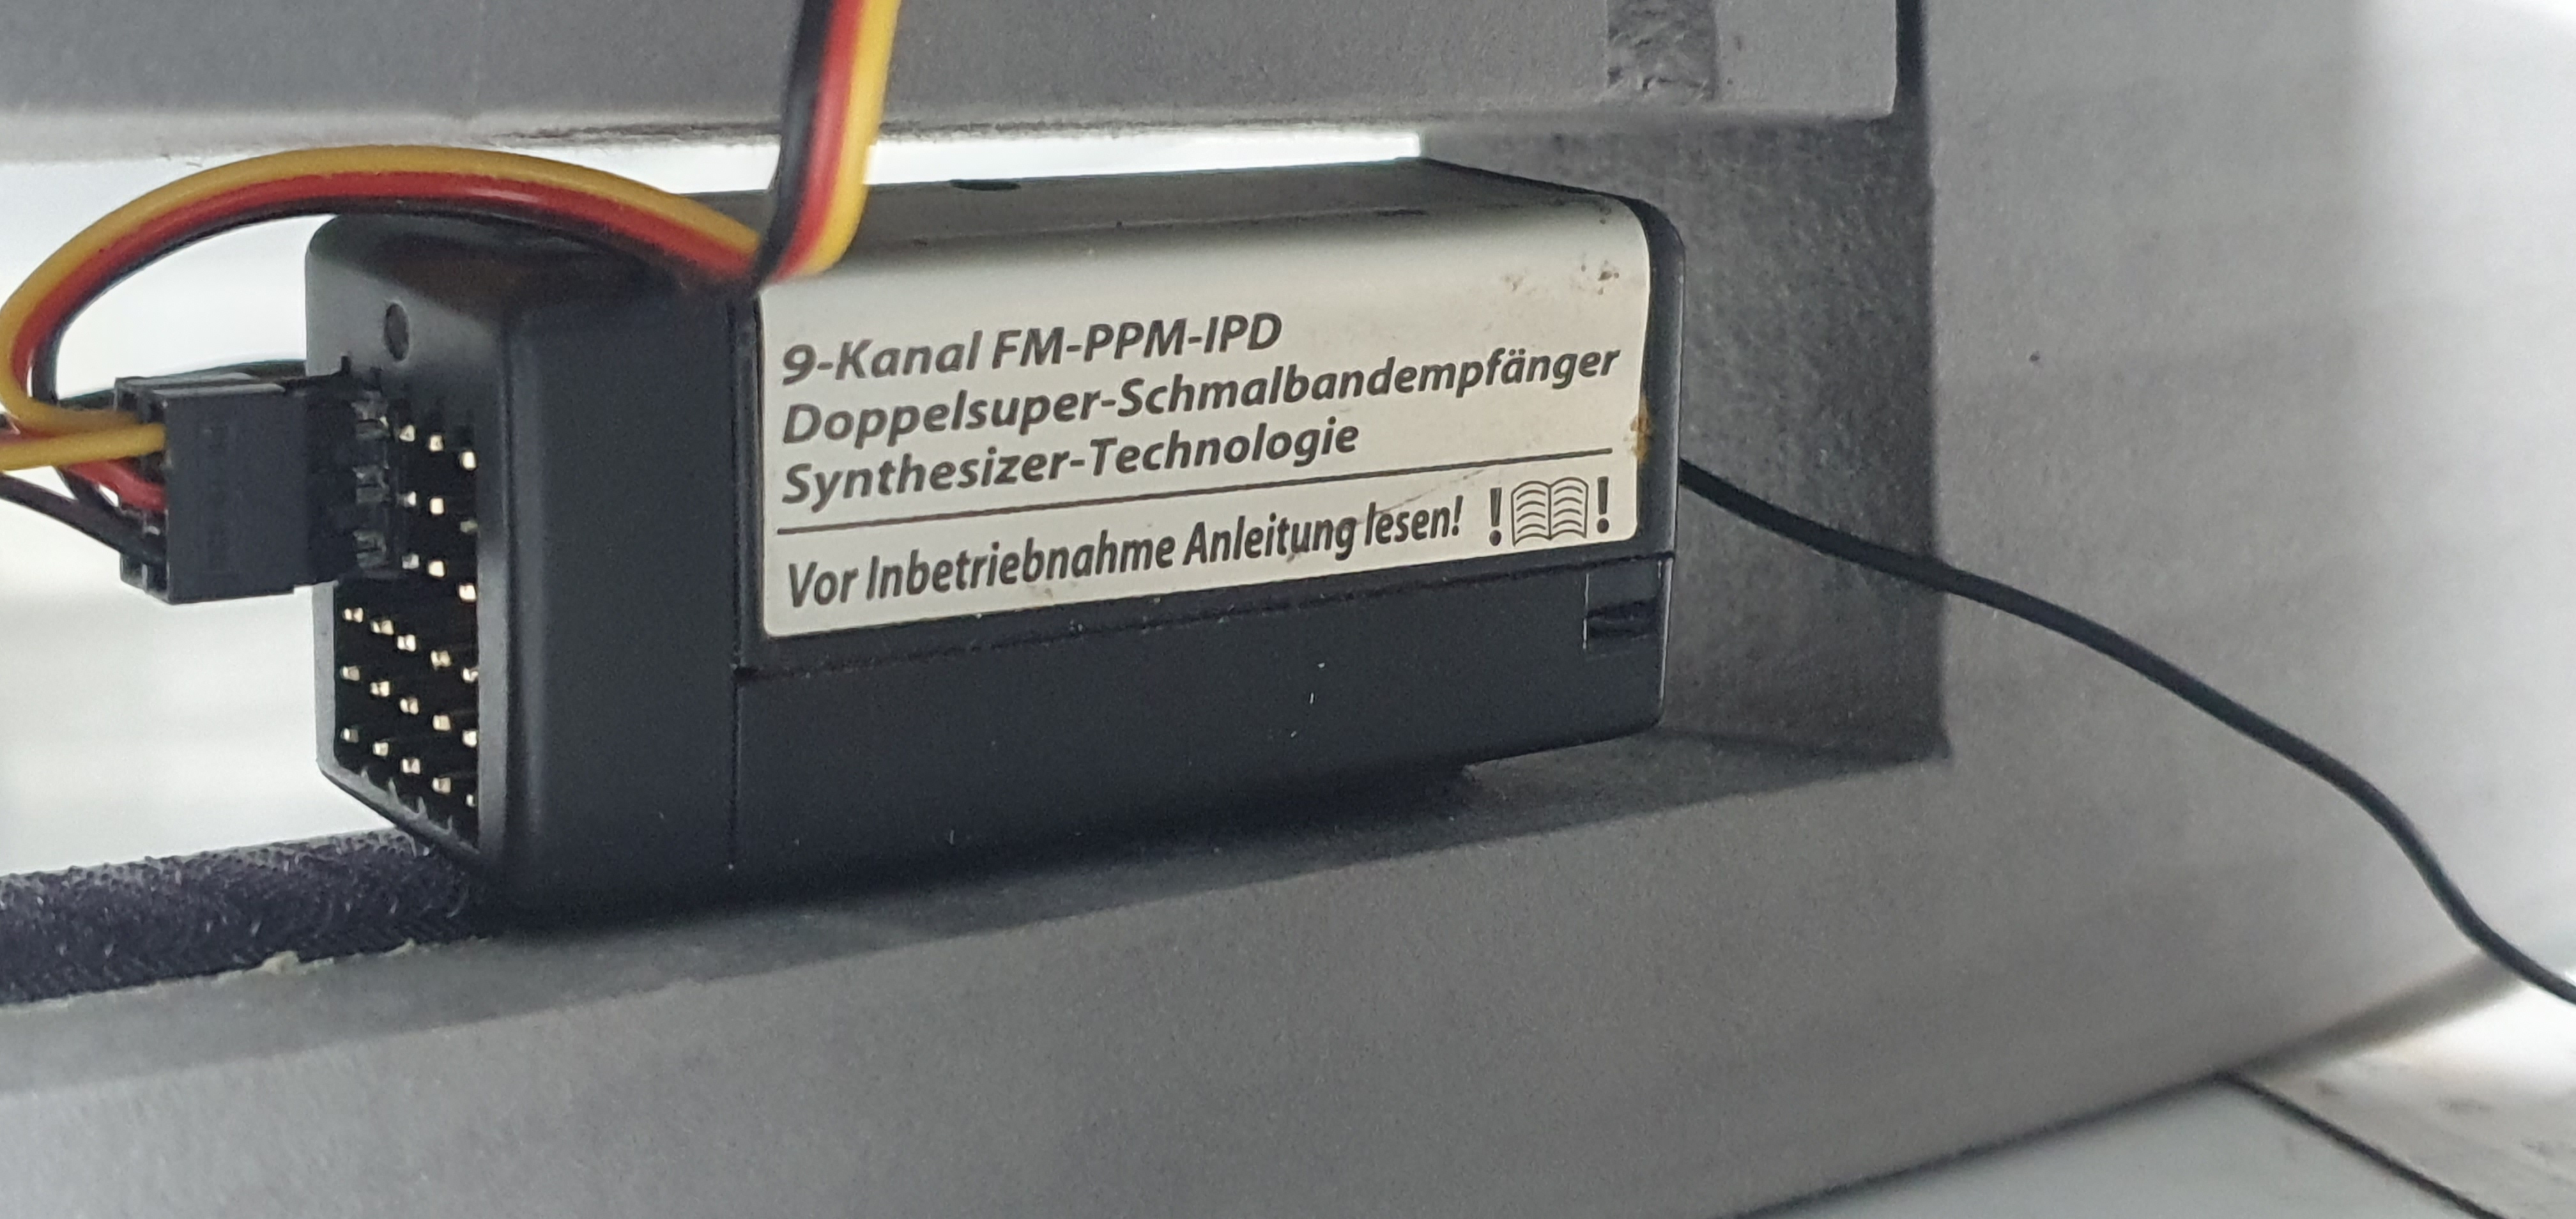 9-Kanal FM-PPM-IPD
Doppelsuper-Schmalbandempfänger
Synthesizer-Technologie
Vor Inbetriebnahme Anleitung lesen! ! !